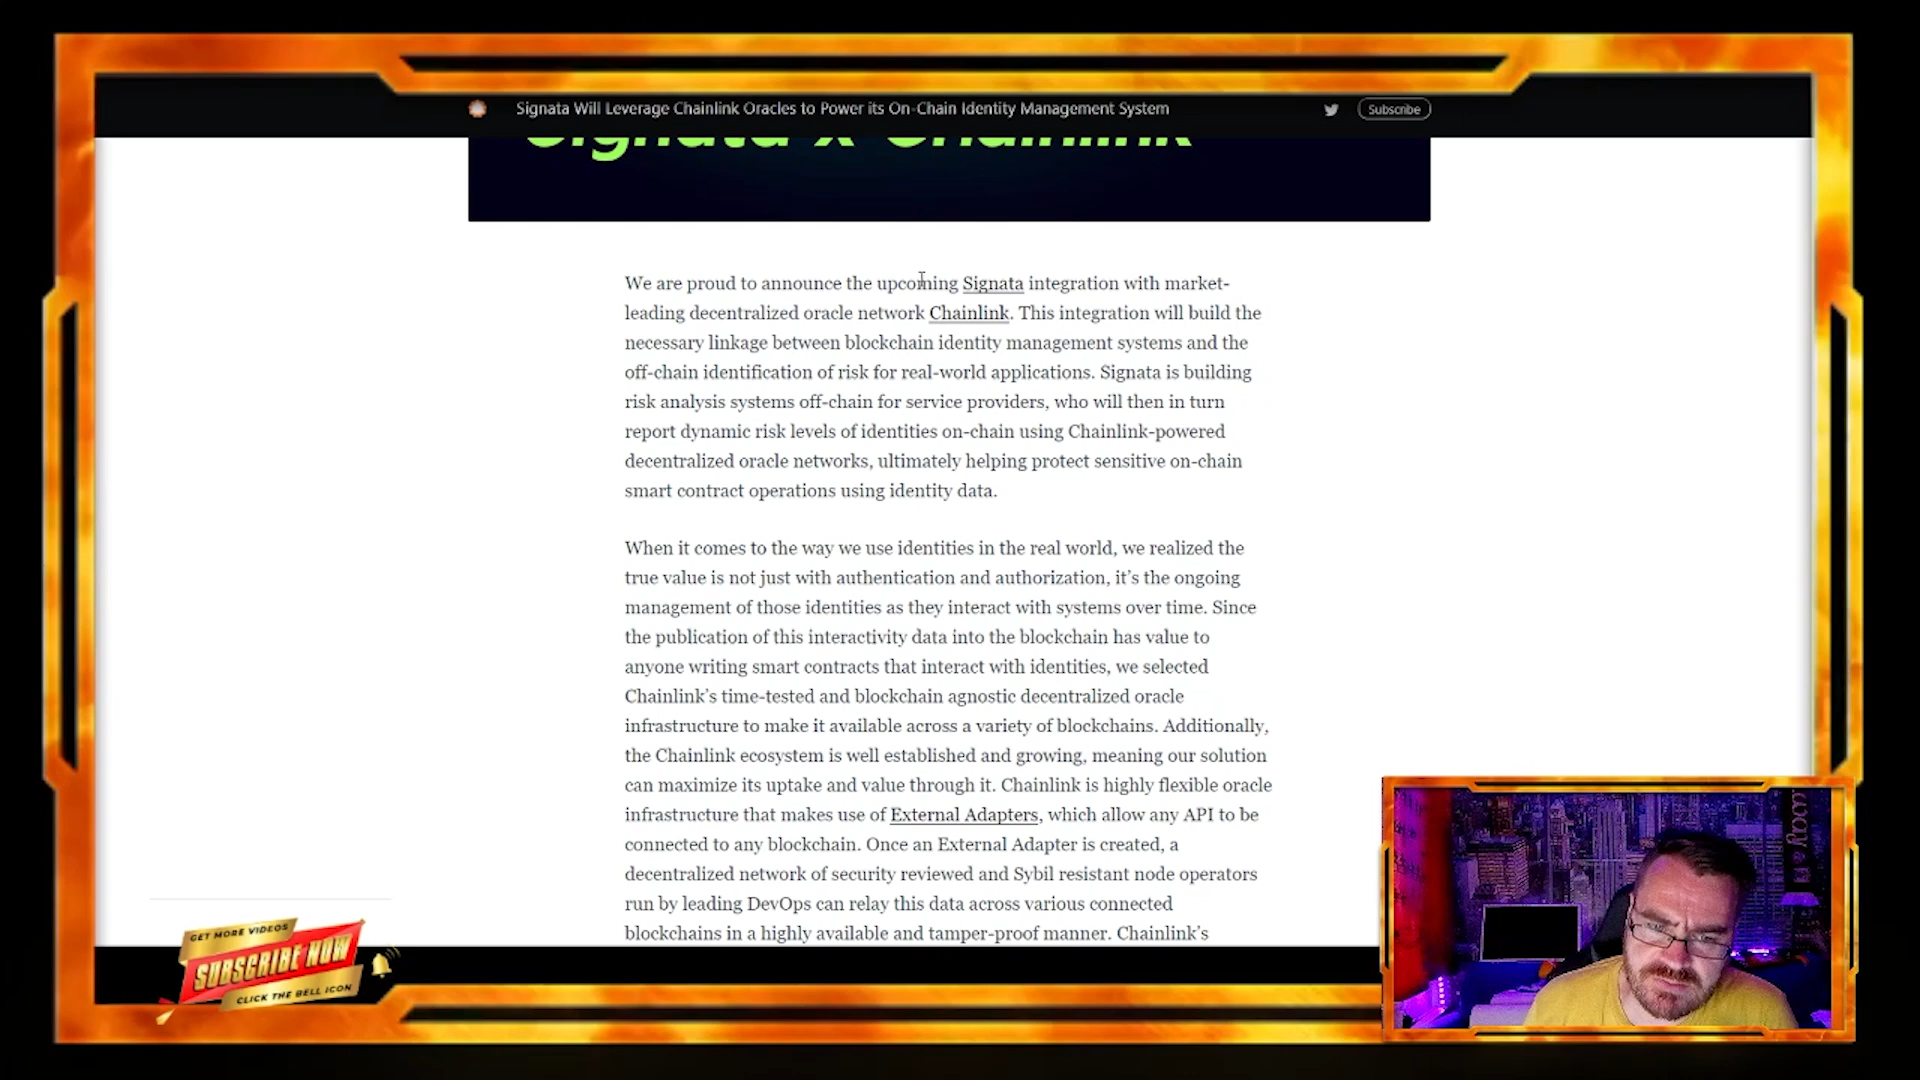 Signata Will Leverage Chainlink Oracles to Power its On-Chain Identity Management System
Subscribe
Signata x Chainlink
We are proud to announce the upcoming Signata integration with market-
leading decentralized oracle network Chainlink. This integration will build the
necessary linkage between blockchain identity management systems and the
off-chain identification of risk for real-world applications. Signata is building
risk analysis systems off-chain for service providers, who will then in turn
report dynamic risk levels of identities on-chain using Chainlink-powered
decentralized oracle networks, ultimately helping protect sensitive on-chain
smart contract operations using identity data.
When it comes to the way we use identities in the real world, we realized the
true value is not just with authentication and authorization, it’s the ongoing
management of those identities as they interact with systems over time. Since
the publication of this interactivity data into the blockchain has value to
anyone writing smart contracts that interact with identities, we selected
Chainlink’s time-tested and blockchain agnostic decentralized oracle
infrastructure to make it available across a variety of blockchains. Additionally,
the Chainlink ecosystem is well established and growing, meaning our solution
can maximize its uptake and value through it. Chainlink is highly flexible oracle
infrastructure that makes use of External Adapters, which allow any API to be
connected to any blockchain. Once an External Adapter is created, a
decentralized network of security reviewed and Sybil resistant node operators
run by leading DevOps can relay this data across various connected
blockchains in a highly available and tamper-proof manner. Chainlink’s
GET MORE VIDEOS
SUBSCRIBE NOW
CLICK THE BELL ICON